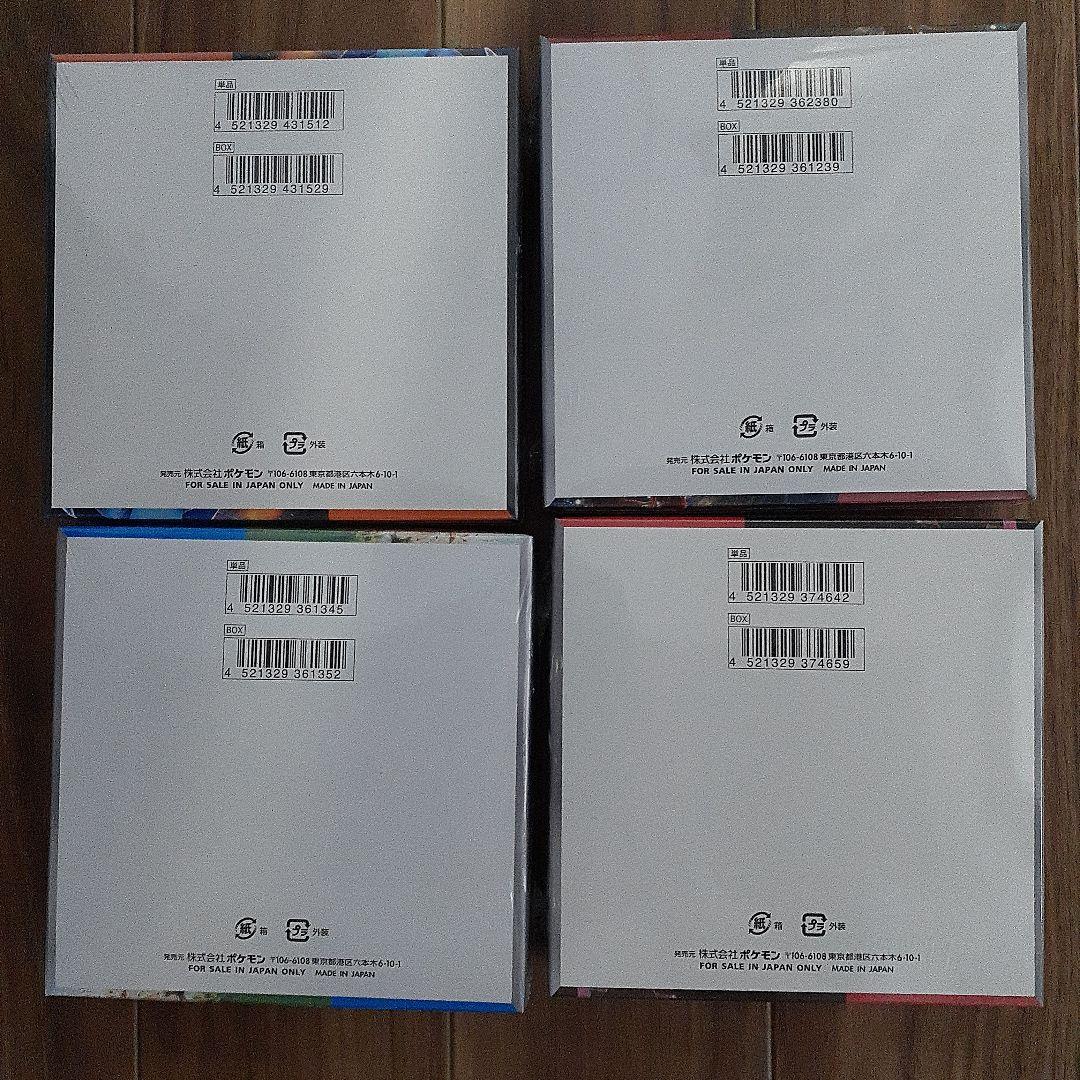 単品
4 521329 431512
BOX
4 521329 431529
紙 箱 プラ 外装
発売元 株式会社ポケモン 〒106-6108 東京都港区六本木6-10-1
FOR SALE IN JAPAN ONLY MADE IN JAPAN
単品
4 521329 362380
BOX
4 521329 361239
紙 箱 プラ 外装
発売元 株式会社ポケモン 〒106-6108 東京都港区六本木6-10-1
FOR SALE IN JAPAN ONLY MADE IN JAPAN
単品
4 521329 361345
BOX
4 521329 361352
紙 箱 プラ 外装
発売元 株式会社ポケモン 〒106-6108 東京都港区六本木6-10-1
FOR SALE IN JAPAN ONLY MADE IN JAPAN
単品
4 521329 374642
BOX
4 521329 374659
紙 箱 プラ 外装
発売元 株式会社ポケモン 〒106-6108 東京都港区六本木6-10-1
FOR SALE IN JAPAN ONLY MADE IN JAPAN